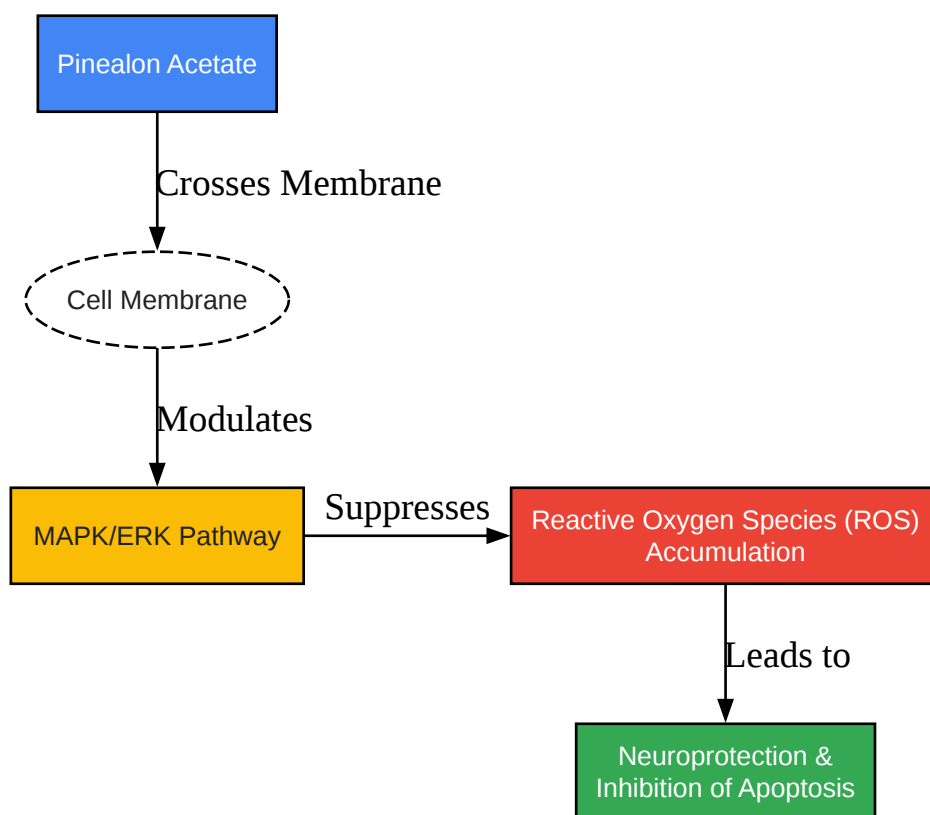 Pinealon Acetate
Crosses Membrane
Cell Membrane
Modulates
MAPK/ERK Pathway
Suppresses
Reactive Oxygen Species (ROS)
Accumulation
Leads to
Neuroprotection &
Inhibition of Apoptosis